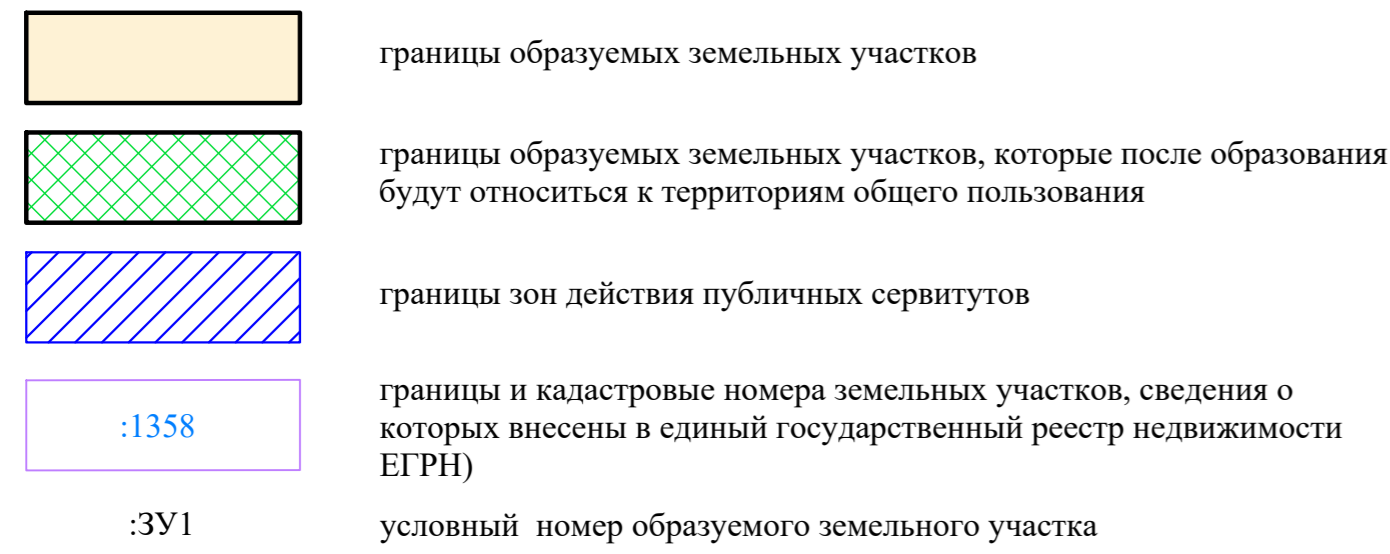 границы образуемых земельных участков
границы образуемых земельных участков, которые после образования
будут относиться к территориям общего пользования
границы зон действия публичных сервитутов
:1358
границы и кадастровые номера земельных участков, сведения о
которых внесены в единый государственный реестр недвижимости
ЕГРН)
:ЗУ1
условный номер образуемого земельного участка